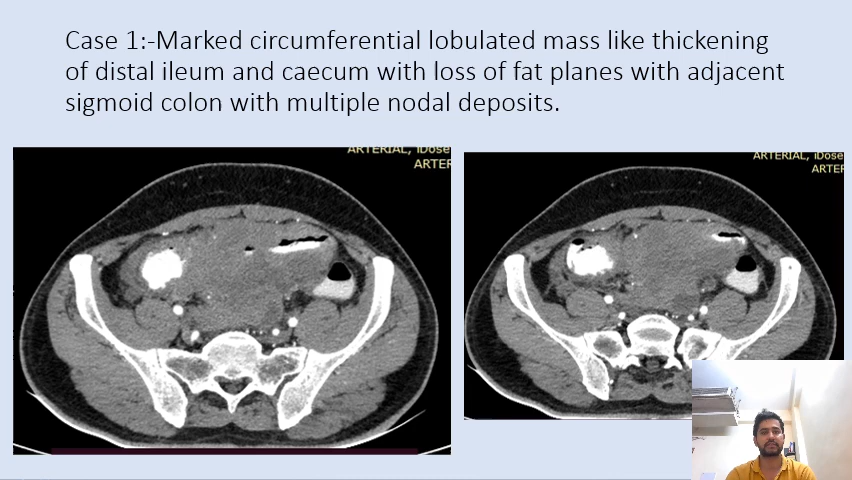 Case 1:-Marked circumferential lobulated mass like thickening
of distal ileum and caecum with loss of fat planes with adjacent
sigmoid colon with multiple nodal deposits.
ARTERIAL, iDose
ARTER
ARTERIAL, iDose
ARTER